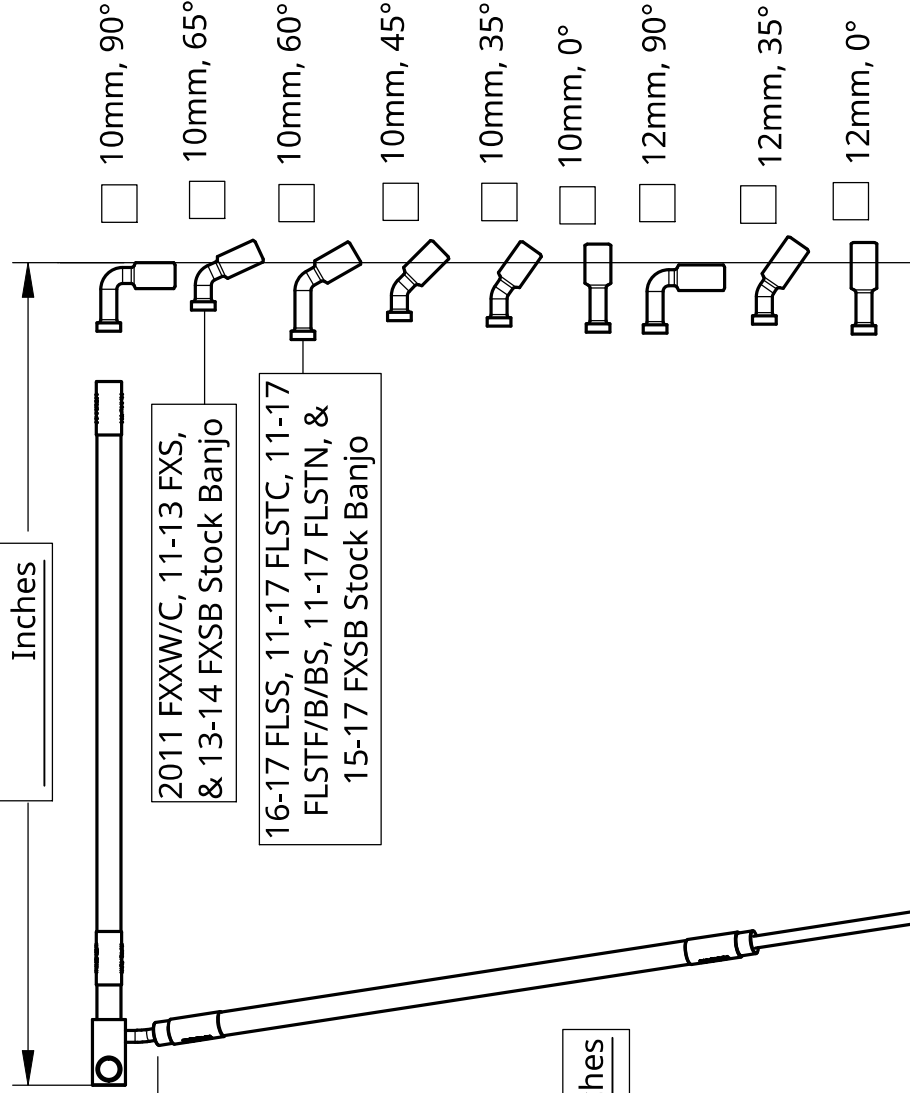 10mm, 90°
10mm, 65°
10mm, 60°
10mm, 45°
10mm, 35°
10mm, 0°
12mm, 90°
12mm, 35°
12mm, 0°
Inches
2011 FXXW/C, 11-13 FXS,
& 13-14 FXSB Stock Banjo
16-17 FLSS, 11-17 FLSTC, 11-17
FLSTF/B/BS, 11-17 FLSTN, &
15-17 FXSB Stock Banjo
hes